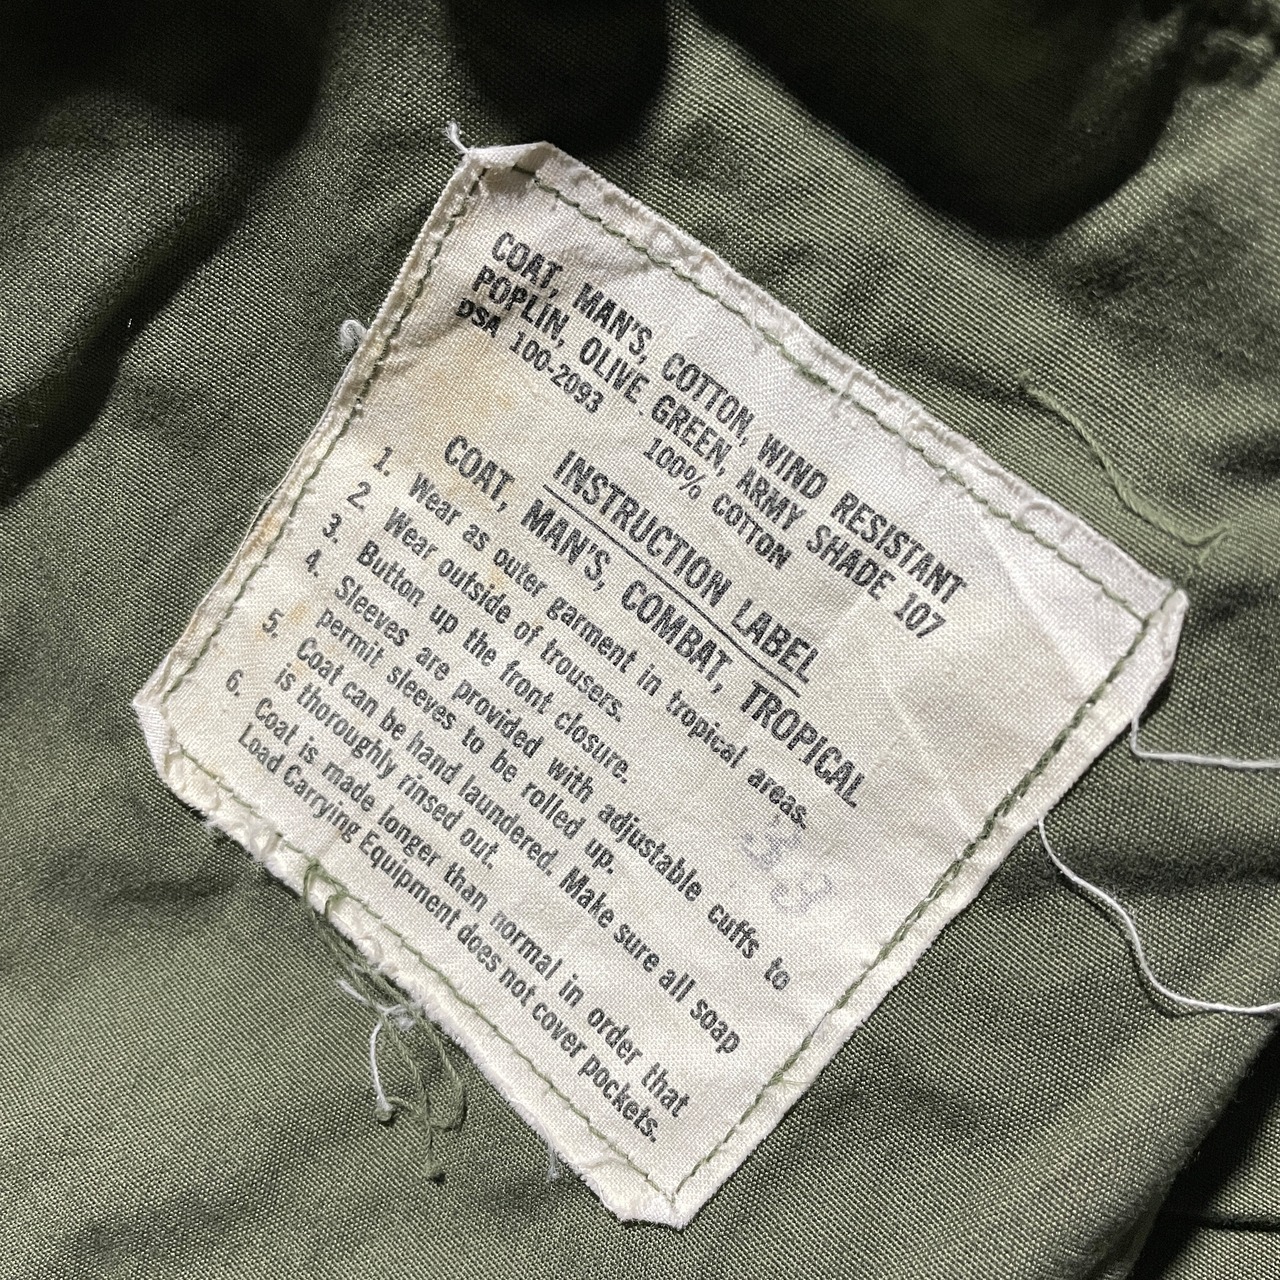 COAT, MAN'S, COTTON, WIND RESISTANT
POPLIN, OLIVE GREEN, ARMY SHADE 107
DSA 100-2093 100% COTTON
INSTRUCTION LABEL
COAT, MAN'S, COMBAT, TROPICAL
1. Wear as outer garment in tropical areas.
2. Wear outside of trousers.
3. Button up the front closure.
4. Sleeves are provided with adjustable cuffs to
permit sleeves to be rolled up.
5. Coat can be hand laundered. Make sure all soap
is thoroughly rinsed out.
6. Coat is made longer than normal in order that
Load Carrying Equipment does not cover pockets.